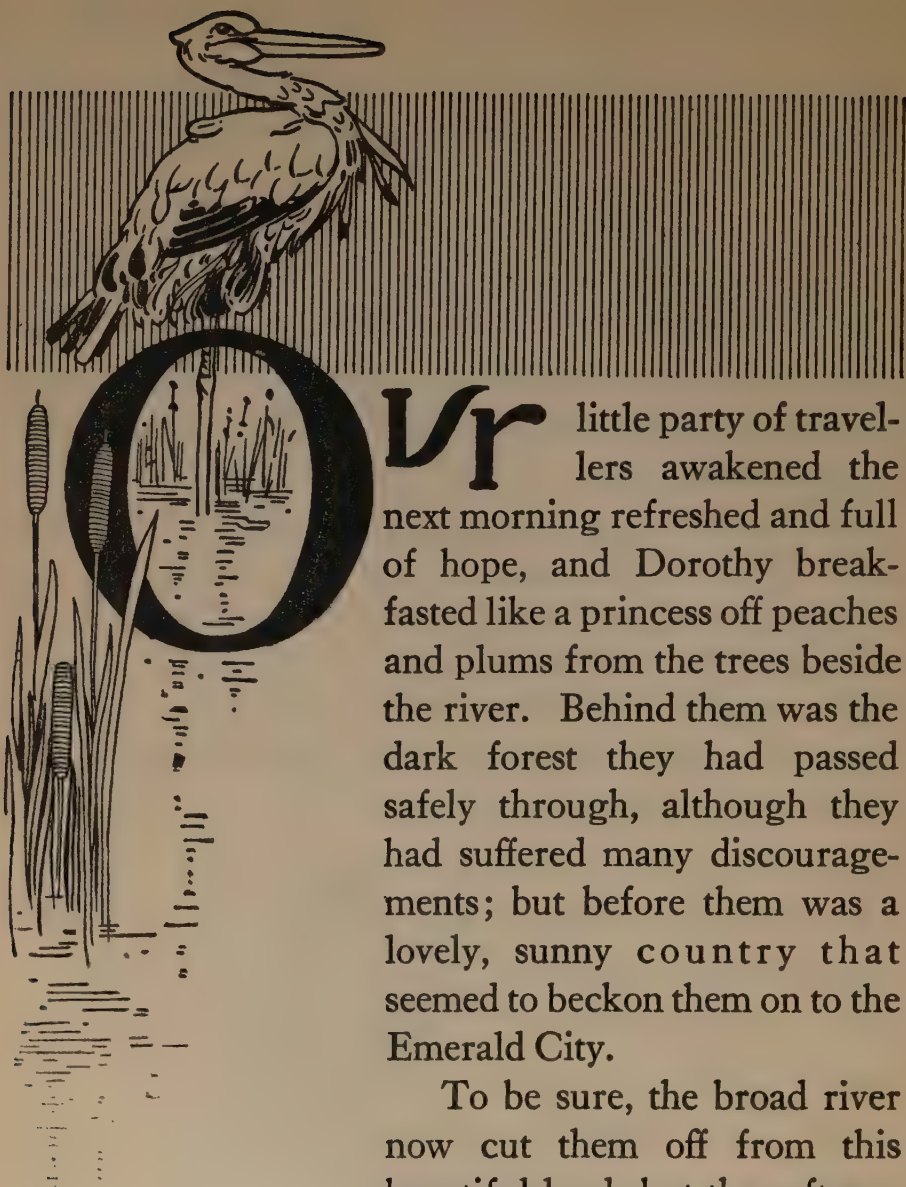 Our little party of travel-
lers awakened the
next morning refreshed and full
of hope, and Dorothy break-
fasted like a princess off peaches
and plums from the trees beside
the river. Behind them was the
dark forest they had passed
safely through, although they
had suffered many discourage-
ments; but before them was a
lovely, sunny country that
seemed to beckon them on to the
Emerald City.
To be sure, the broad river
now cut them off from this